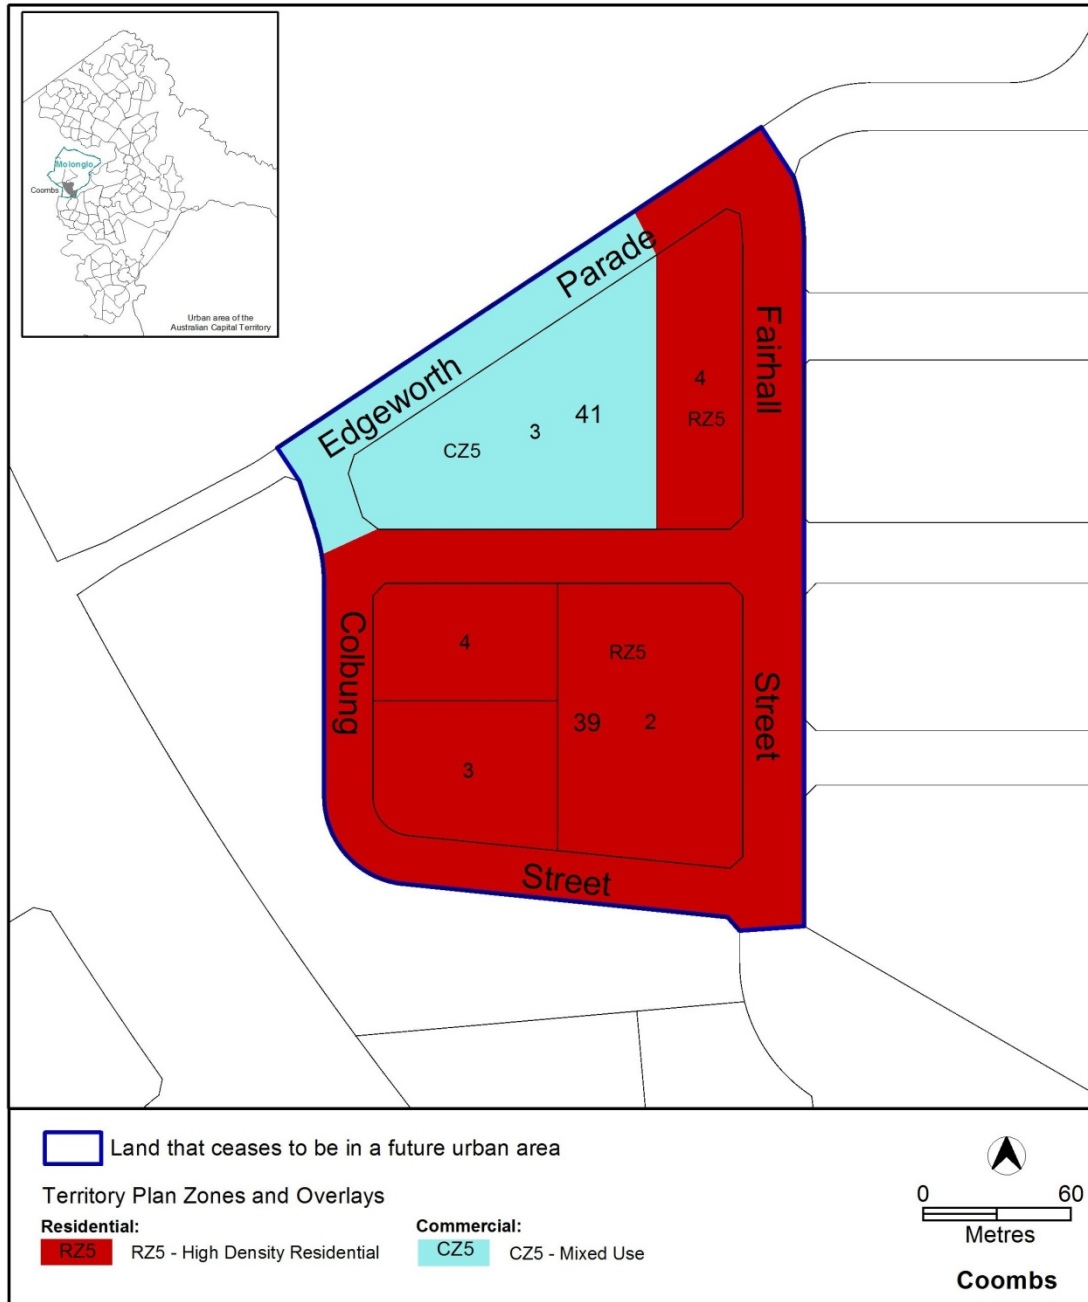 Molonglo
Coombs
Urban area of the
Australian Capital Territory
Edgeworth Parade
Fairhall Street
Colbung Street
4
RZ5
41
3
CZ5
4
RZ5
39
2
3
Land that ceases to be in a future urban area
Territory Plan Zones and Overlays
Residential:
RZ5 RZ5 - High Density Residential
Commercial:
CZ5 CZ5 - Mixed Use
0 60
Metres
Coombs